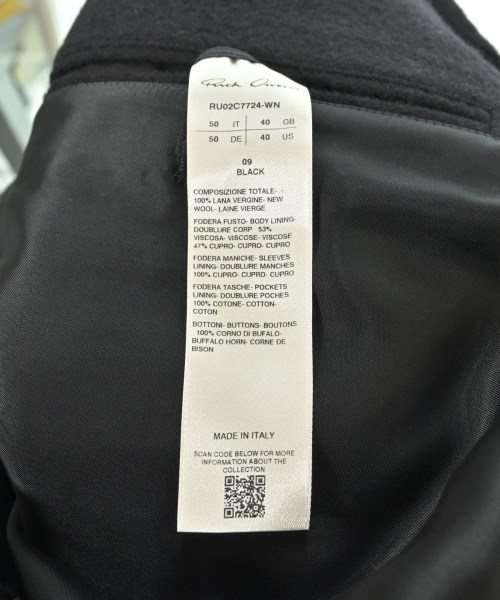 Rick Owens
RU02C7724-WN
50 IT 40 GB
50 DE 40 US
09
BLACK
COMPOSIZIONE TOTALE- .-
100% LANA VERGINE- NEW
WOOL- LAINE VIERGE
FODERA FUSTO- BODY LINING-
DOUBLURE CORP 53%
VISCOSA- VISCOSE- VISCOSE
47% CUPRO- CUPRO- CUPRO
FODERA MANICHE- SLEEVES
LINING- DOUBLURE MANCHES
100% CUPRO- CUPRO- CUPRO
FODERA TASCHE- POCKETS
LINING- DOUBLURE POCHES
100% COTONE- COTTON-
COTON
BOTTONI- BUTTONS- BOUTONS
100% CORNO DI BUFALO-
BUFFALO HORN- CORNE DE
BISON
MADE IN ITALY
SCAN CODE BELOW FOR MORE
INFORMATION ABOUT THE
COLLECTION